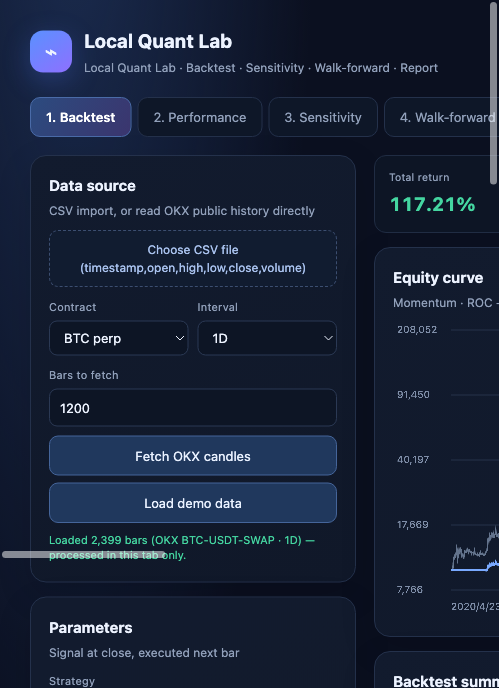 Local Quant Lab
Local Quant Lab · Backtest · Sensitivity · Walk-forward · Report
1. Backtest
2. Performance
3. Sensitivity
4. Walk-forward
Data source
CSV import, or read OKX public history directly
Choose CSV file
(timestamp,open,high,low,close,volume)
Contract
Interval
BTC perp
1D
Bars to fetch
1200
Fetch OKX candles
Load demo data
Loaded 2,399 bars (OKX BTC-USDT-SWAP · 1D) —
processed in this tab only.
Parameters
Signal at close, executed next bar
Strategy
Total return
117.21%
Equity curve
Momentum · ROC
208,052
91,450
40,197
17,669
7,766
2020/4/23
Backtest